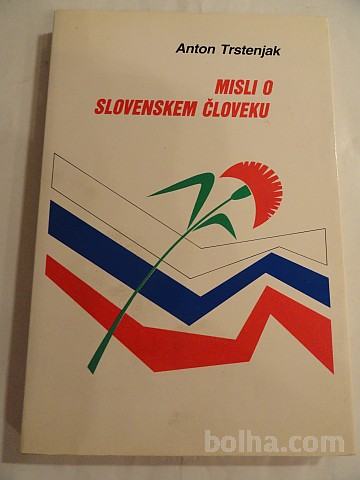 Anton Trstenjak
MISLI O
SLOVENSKEM ČLOVEKU
bolha.com